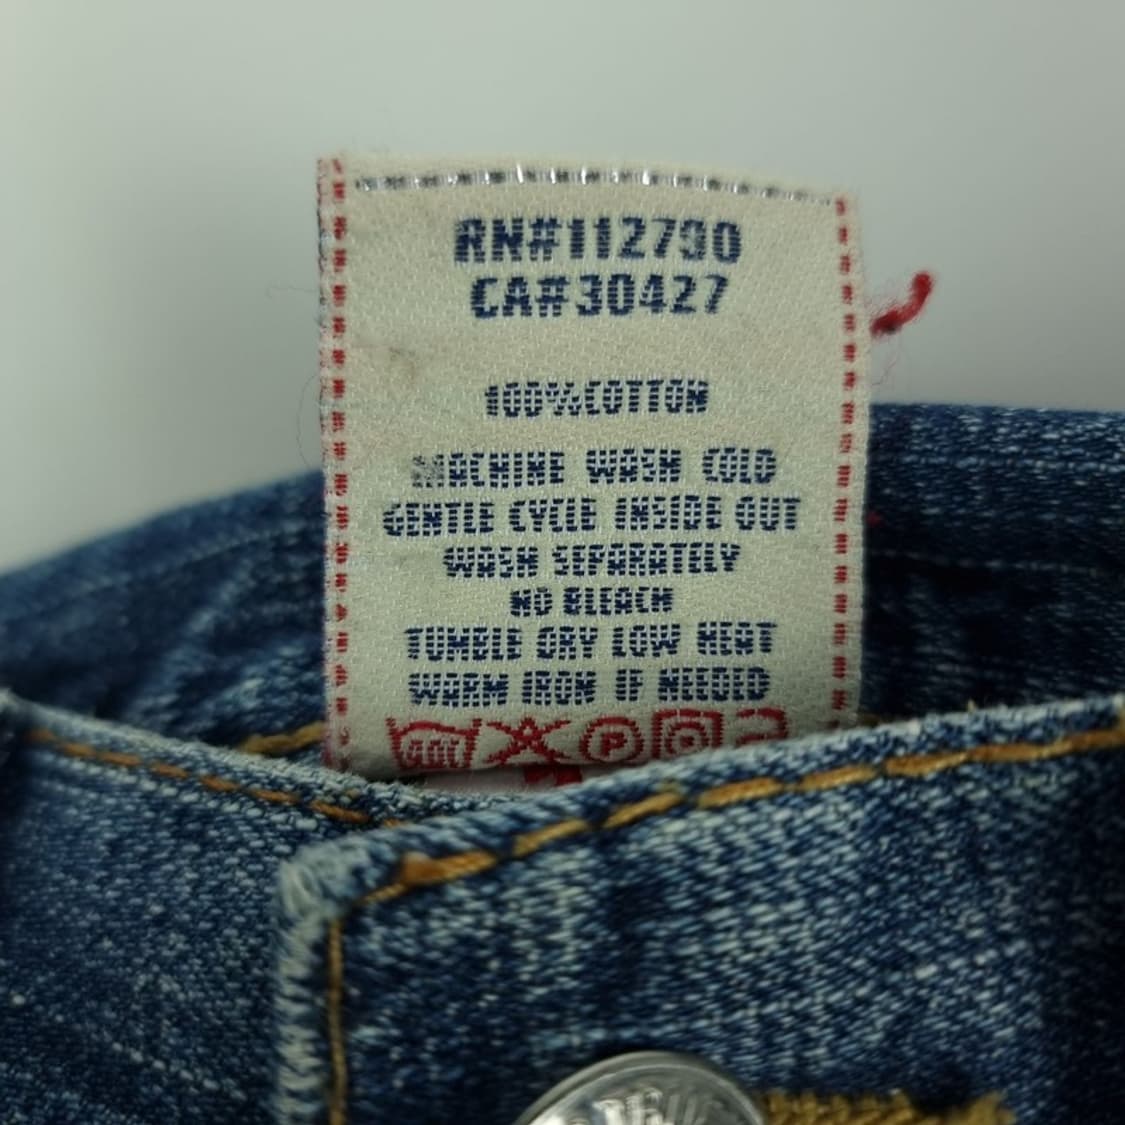 RN#112790
CA#30427
100%COTTON
MACHINE WASH COLD
GENTLE CYCLE INSIDE OUT
WASH SEPARATELY
NO BLEACH
TUMBLE DRY LOW HEAT
WARM IRON IF NEEDED
40C P